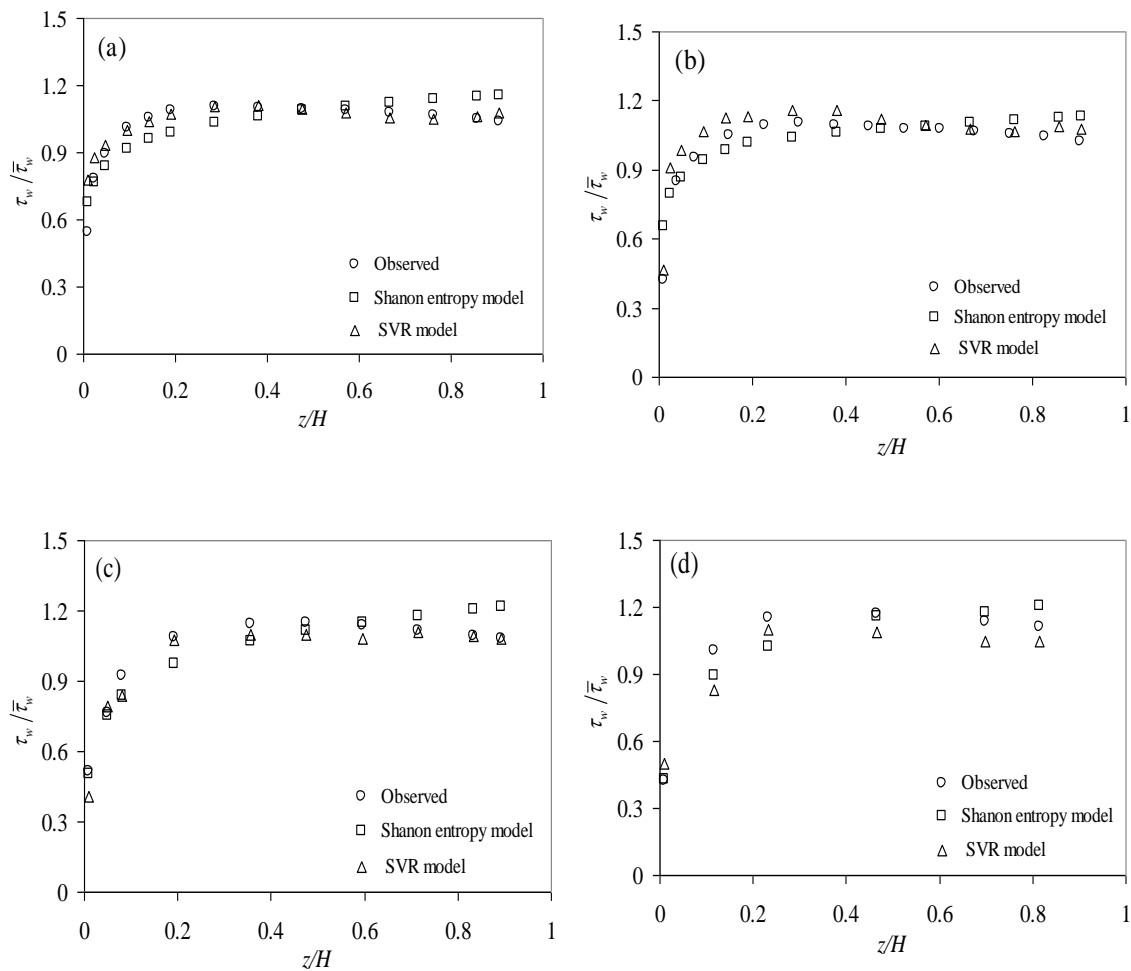 (a)
1.5
1.2
0.9
0.6
0.3
0
τw / τ̄w
Observed
Shanon entropy model
SVR model
0 0.2 0.4 0.6 0.8 1
z/H
(b)
1.5
1.2
0.9
0.6
0.3
0
τw / τ̄w
Observed
Shanon entropy model
SVR model
0 0.2 0.4 0.6 0.8 1
z/H
(c)
1.5
1.2
0.9
0.6
0.3
0
τw / τ̄w
Observed
Shanon entropy model
SVR model
0 0.2 0.4 0.6 0.8 1
z/H
(d)
1.5
1.2
0.9
0.6
0.3
0
τw / τ̄w
Observed
Shanon entropy model
SVR model
0 0.2 0.4 0.6 0.8 1
z/H